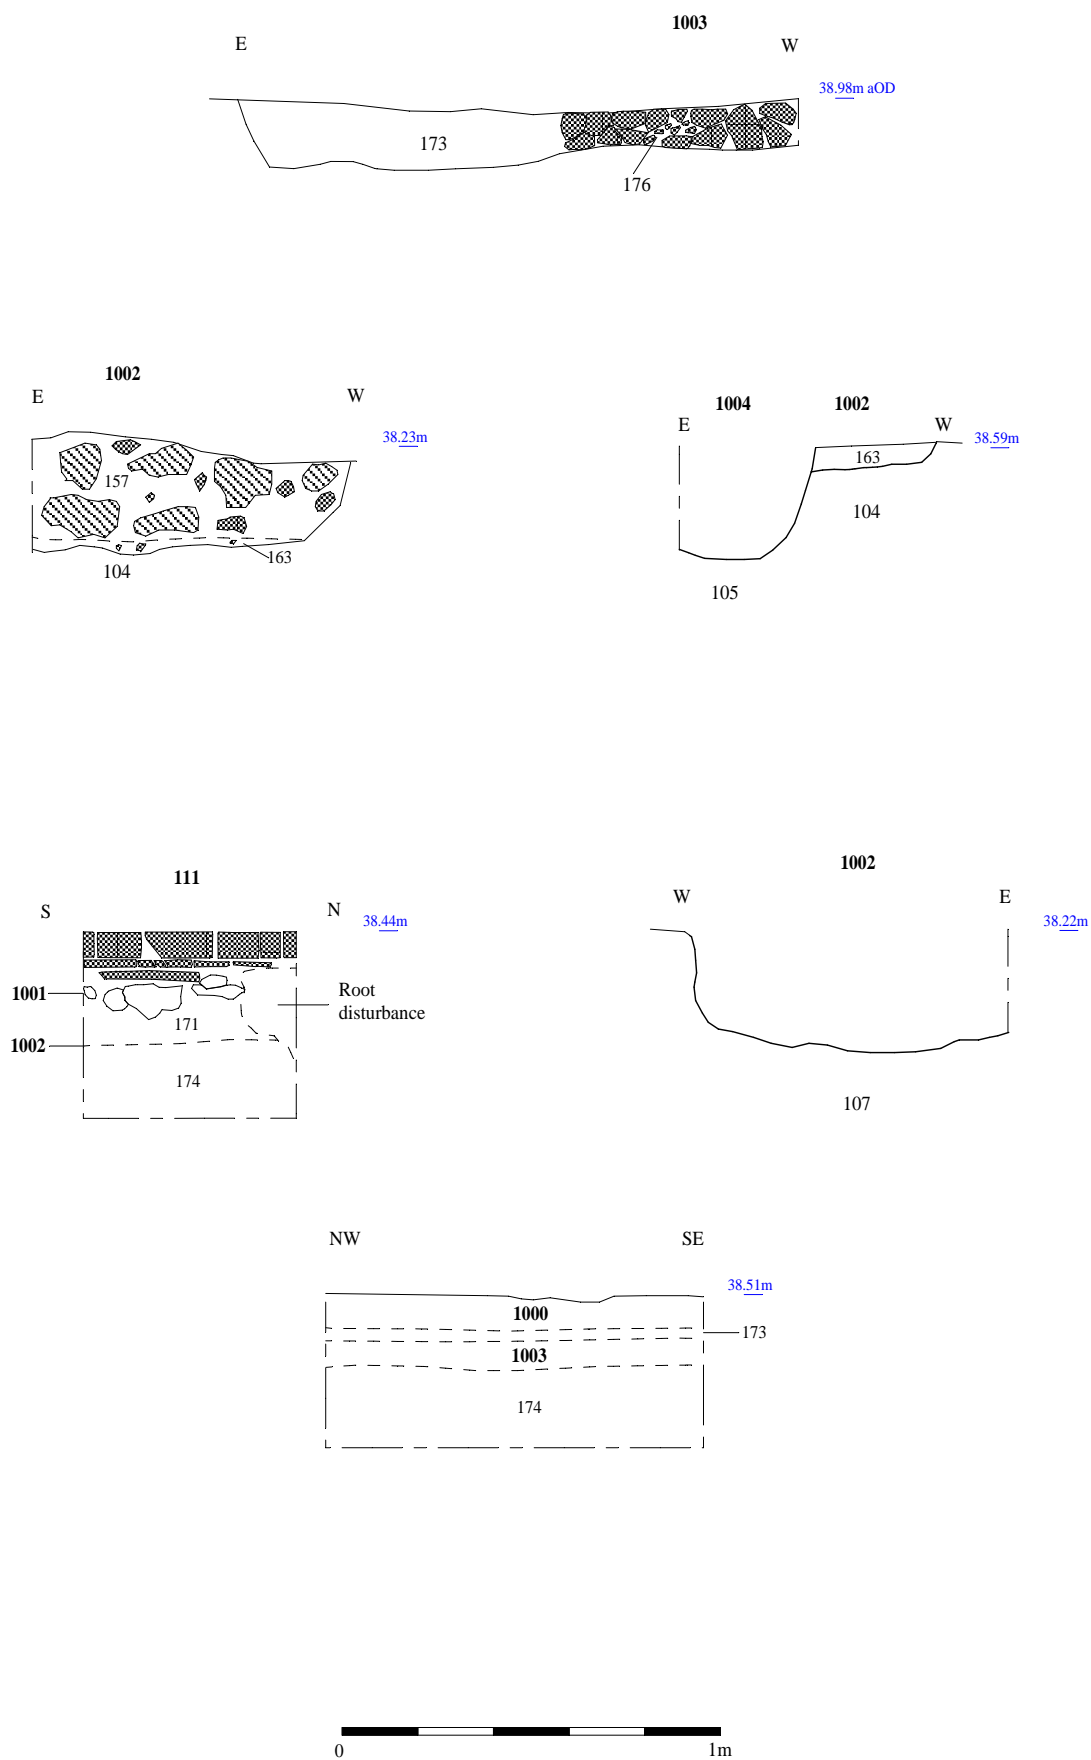 1003
E
W
38.98m aOD
173
176
1002
E
W
38.23m
157
163
104
1004
1002
E
W
38.59m
163
104
105
111
S
N
38.44m
1001
Root
disturbance
171
1002
174
1002
W
E
38.22m
107
NW
SE
38.51m
1000
173
1003
174
0
1m